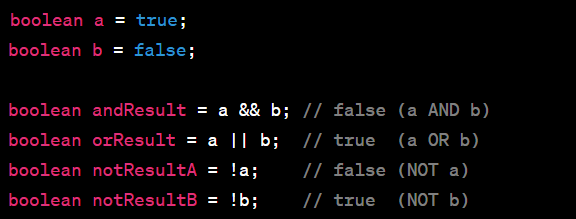 boolean a = true;
boolean b = false;

boolean andResult = a && b; // false (a AND b)
boolean orResult = a || b;  // true  (a OR b)
boolean notResultA = !a;    // false (NOT a)
boolean notResultB = !b;    // true  (NOT b)